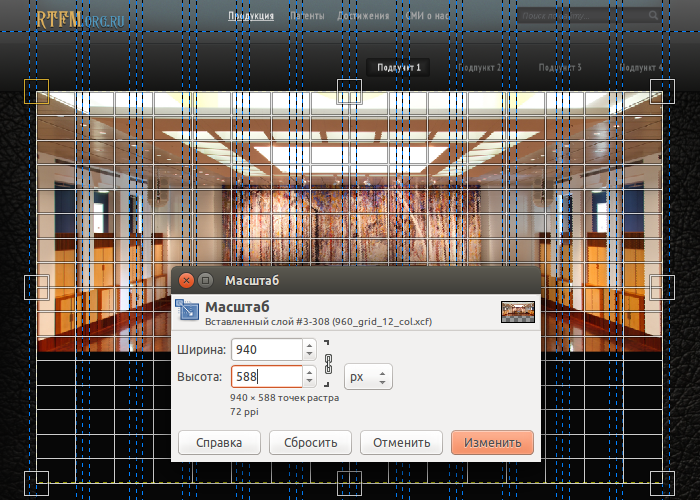 RTFM.ORG.RU
Продукция Патенты Достижения СМИ о нас
Подпункт 1 Подпункт 2 Подпункт 3 Подпункт 4
Масштаб
Масштаб
Вставленный слой #3-308 (960_grid_12_col.xcf)
Ширина: 940
Высота: 588 px
940 × 588 точек растра
72 ppi
Справка Сбросить Отменить Изменить